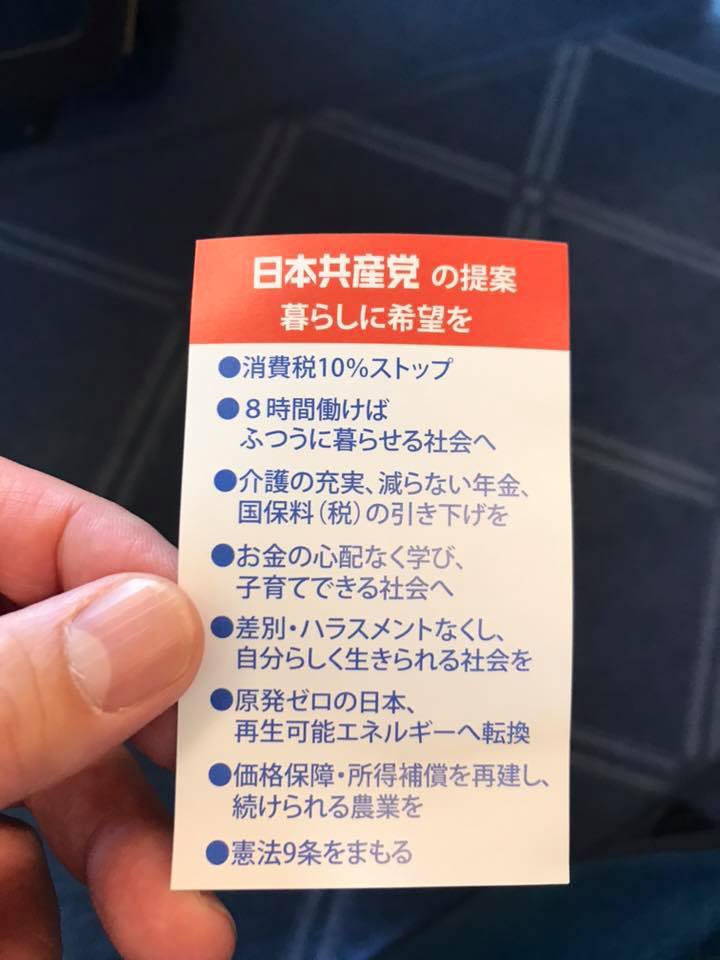 日本共産党 の提案
暮らしに希望を
●消費税10%ストップ
●８時間働けば
ふつうに暮らせる社会へ
●介護の充実、減らない年金、
国保料（税）の引き下げを
●お金の心配なく学び、
子育てできる社会へ
●差別・ハラスメントなくし、
自分らしく生きられる社会を
●原発ゼロの日本、
再生可能エネルギーへ転換
●価格保障・所得補償を再建し、
続けられる農業を
●憲法9条をまもる